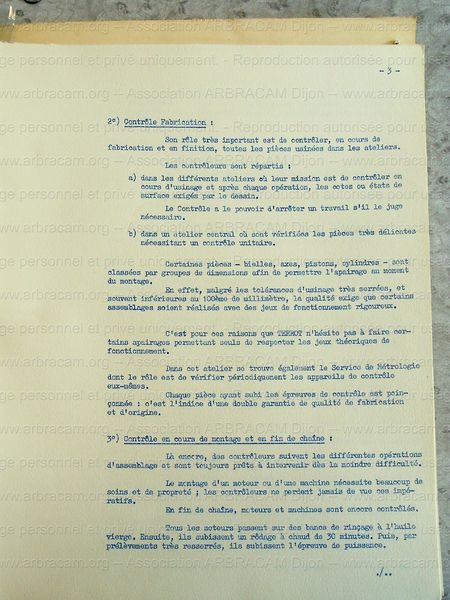 - 3 -
2°) Contrôle Fabrication :
Son rôle très important est de contrôler, en cours de
fabrication et en finition, toutes les pièces usinées dans les ateliers.
Les contrôleurs sont répartis :
a) dans les différents ateliers où leur mission est de contrôler en
cours d'usinage et après chaque opération, les cotes ou états de
surface exigés par le dessin.
Le Contrôle a le pouvoir d'arrêter un travail s'il le juge
nécessaire.
b) dans un atelier central où sont vérifiées les pièces très délicates
nécessitant un contrôle unitaire.
Certaines pièces - bielles, axes, pistons, cylindres - sont
classées par groupes de dimensions afin de permettre l'apairage au moment
du montage.
En effet, malgré les tolérances d'usinage très serrées, et
souvent inférieures au 100ème de millimètre, la qualité exige que certains
assemblages soient réalisés avec des jeux de fonctionnement rigoureux.
C'est pour ces raisons que TERROT n'hésite pas à faire cer-
tains apairages permettant seuls de respecter les jeux théoriques de
fonctionnement.
Dans cet atelier se trouve également le Service de Métrologie
dont le rôle est de vérifier périodiquement les appareils de contrôle
eux-mêmes.
Chaque pièce ayant subi les épreuves de contrôle est poin-
çonnée : c'est l'indice d'une double garantie de qualité de fabrication
et d'origine.
3°) Contrôle en cours de montage et en fin de chaîne :
Là encore, des contrôleurs suivent les différentes opérations
d'assemblage et sont toujours prêts à intervenir dès la moindre difficulté.
Le montage d'un moteur ou d'une machine nécessite beaucoup de
soins et de propreté ; les contrôleurs ne perdent jamais de vue ces impé-
ratifs.
En fin de chaîne, moteurs et machines sont encore contrôlés.
Tous les moteurs passent sur des bancs de rinçage à l'huile
vierge. Ensuite, ils subissent un rôdage à chaud de 30 minutes. Puis, par
prélèvements très resserrés, ils subissent l'épreuve de puissance.
./..